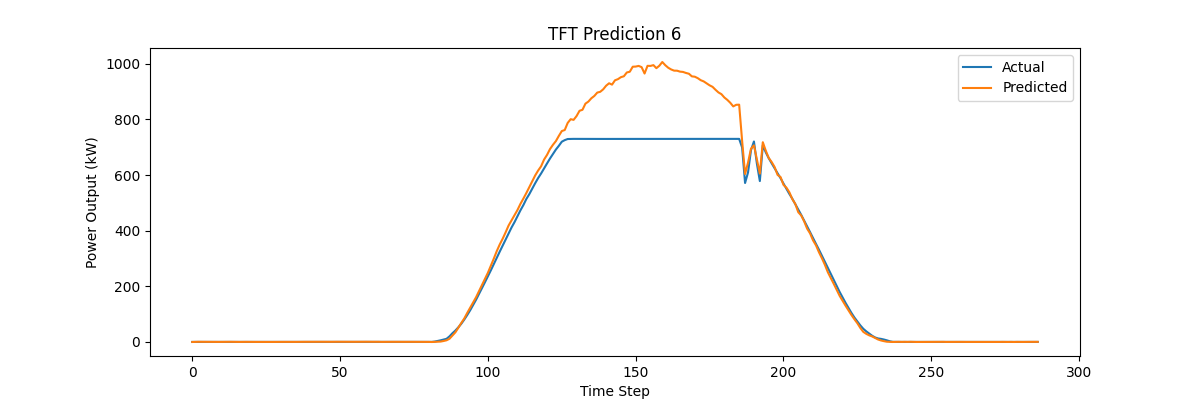 TFT Prediction 6
Actual
Predicted
Power Output (kW)
1000
800
600
400
200
0
0 50 100 150 200 250 300
Time Step